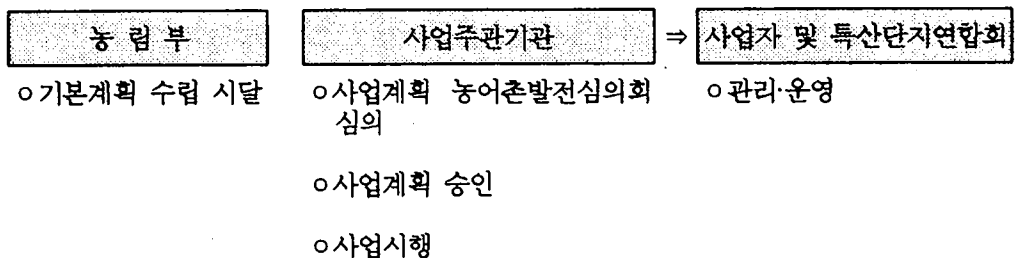 농 림 부
사업주관기관
⇒
사업자 및 특산단지연합회
ㅇ기본계획 수립 시달
ㅇ사업계획 농어촌발전심의회
심의
ㅇ사업계획 승인
ㅇ사업시행
ㅇ관리·운영